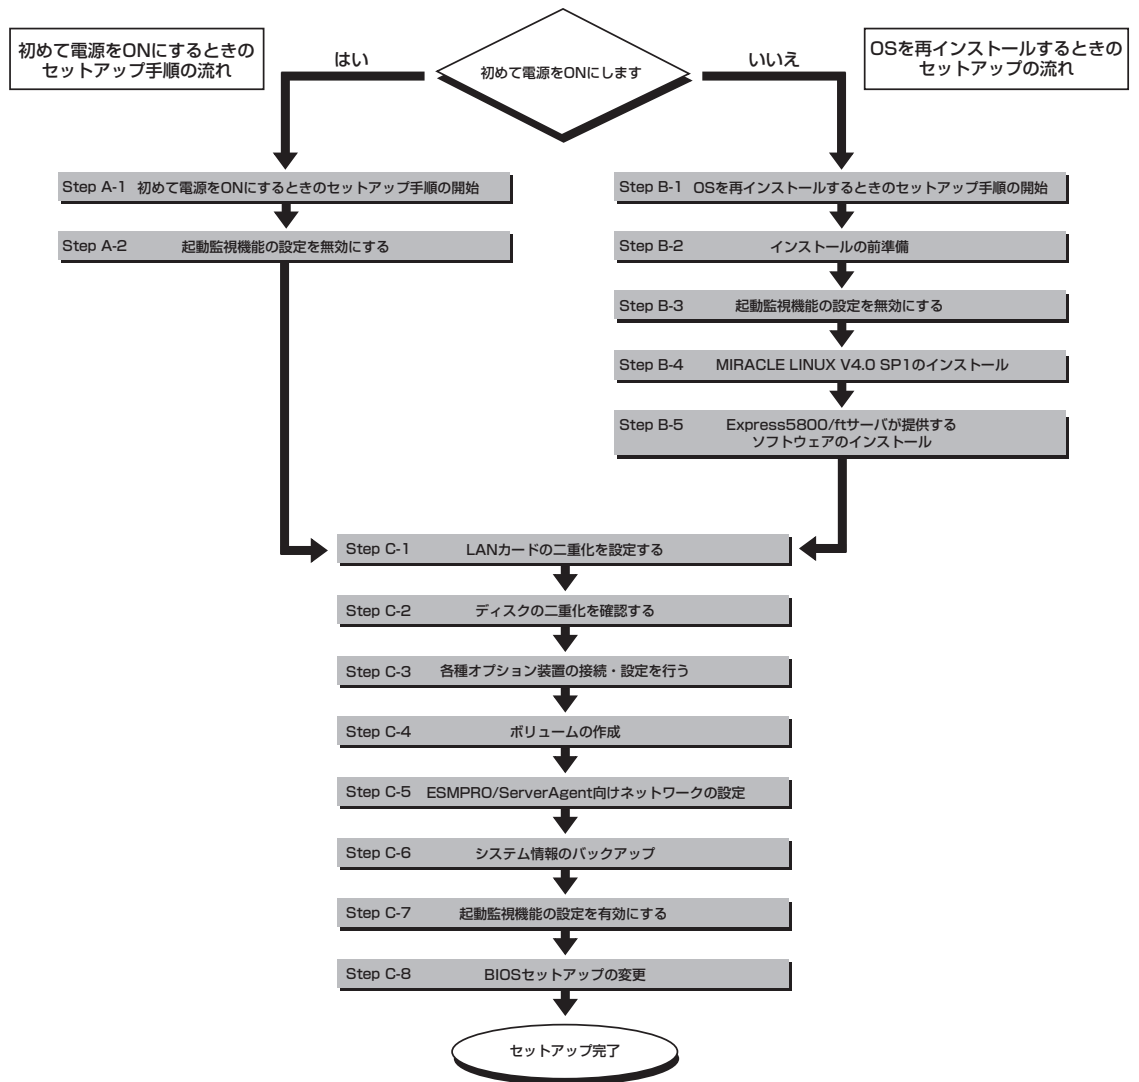 初めて電源をONにするときの
セットアップ手順の流れ
はい
初めて電源をONにします
いいえ
OSを再インストールするときの
セットアップの流れ
Step A-1 初めて電源をONにするときのセットアップ手順の開始
Step A-2 起動監視機能の設定を無効にする
Step B-1 OSを再インストールするときのセットアップ手順の開始
Step B-2 インストールの前準備
Step B-3 起動監視機能の設定を無効にする
Step B-4 MIRACLE LINUX V4.0 SP1のインストール
Step B-5 Express5800/ftサーバが提供する
ソフトウェアのインストール
Step C-1 LANカードの二重化を設定する
Step C-2 ディスクの二重化を確認する
Step C-3 各種オプション装置の接続・設定を行う
Step C-4 ボリュームの作成
Step C-5 ESMPRO/ServerAgent向けネットワークの設定
Step C-6 システム情報のバックアップ
Step C-7 起動監視機能の設定を有効にする
Step C-8 BIOSセットアップの変更
セットアップ完了